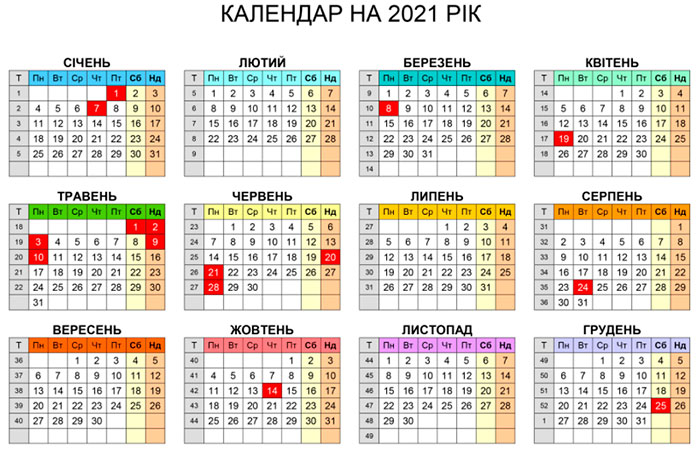 КАЛЕНДАР НА 2021 РІК
СІЧЕНЬ
Т Пн Вт Ср Чт Пт Сб Нд
1 1 2 3
2 4 5 6 7 8 9 10
3 11 12 13 14 15 16 17
4 18 19 20 21 22 23 24
5 25 26 27 28 29 30 31
ЛЮТИЙ
Т Пн Вт Ср Чт Пт Сб Нд
5 1 2 3 4 5 6 7
6 8 9 10 11 12 13 14
7 15 16 17 18 19 20 21
8 22 23 24 25 26 27 28
9
БЕРЕЗЕНЬ
Т Пн Вт Ср Чт Пт Сб Нд
9 1 2 3 4 5 6 7
10 8 9 10 11 12 13 14
11 15 16 17 18 19 20 21
12 22 23 24 25 26 27 28
13 29 30 31
14
КВІТЕНЬ
Т Пн Вт Ср Чт Пт Сб Нд
14 1 2 3 4
15 5 6 7 8 9 10 11
16 12 13 14 15 16 17 18
17 19 20 21 22 23 24 25
18 26 27 28 29 30
ТРАВЕНЬ
Т Пн Вт Ср Чт Пт Сб Нд
18 1 2
19 3 4 5 6 7 8 9
20 10 11 12 13 14 15 16
21 17 18 19 20 21 22 23
22 24 25 26 27 28 29 30
31
ЧЕРВЕНЬ
Т Пн Вт Ср Чт Пт Сб Нд
23 1 2 3 4 5 6
24 7 8 9 10 11 12 13
25 14 15 16 17 18 19 20
26 21 22 23 24 25 26 27
27 28 29 30
ЛИПЕНЬ
Т Пн Вт Ср Чт Пт Сб Нд
27 1 2 3 4
28 5 6 7 8 9 10 11
29 12 13 14 15 16 17 18
30 19 20 21 22 23 24 25
31 26 27 28 29 30 31
СЕРПЕНЬ
Т Пн Вт Ср Чт Пт Сб Нд
31 1
32 2 3 4 5 6 7 8
33 9 10 11 12 13 14 15
34 16 17 18 19 20 21 22
35 23 24 25 26 27 28 29
36 30 31
ВЕРЕСЕНЬ
Т Пн Вт Ср Чт Пт Сб Нд
36 1 2 3 4 5
37 6 7 8 9 10 11 12
38 13 14 15 16 17 18 19
39 20 21 22 23 24 25 26
40 27 28 29 30
ЖОВТЕНЬ
Т Пн Вт Ср Чт Пт Сб Нд
40 1 2 3
41 4 5 6 7 8 9 10
42 11 12 13 14 15 16 17
43 18 19 20 21 22 23 24
44 25 26 27 28 29 30 31
ЛИСТОПАД
Т Пн Вт Ср Чт Пт Сб Нд
44 1 2 3 4 5 6 7
45 8 9 10 11 12 13 14
46 15 16 17 18 19 20 21
47 22 23 24 25 26 27 28
48 29 30
49
ГРУДЕНЬ
Т Пн Вт Ср Чт Пт Сб Нд
49 1 2 3 4 5
50 6 7 8 9 10 11 12
51 13 14 15 16 17 18 19
52 20 21 22 23 24 25 26
1 27 28 29 30 31